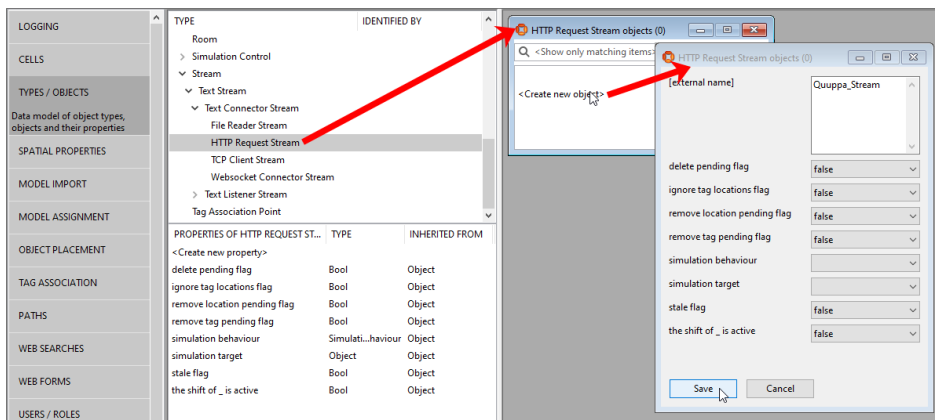 LOGGING
CELLS
TYPES / OBJECTS
Data model of object types,
objects and their properties
SPATIAL PROPERTIES
MODEL IMPORT
MODEL ASSIGNMENT
OBJECT PLACEMENT
TAG ASSOCIATION
PATHS
WEB SEARCHES
WEB FORMS
USERS / ROLES
TYPE IDENTIFIED BY
Room
Simulation Control
Stream
Text Stream
Text Connector Stream
File Reader Stream
HTTP Request Stream
TCP Client Stream
Websocket Connector Stream
Text Listener Stream
Tag Association Point
PROPERTIES OF HTTP REQUEST ST... TYPE INHERITED FROM
<Create new property>
delete pending flag Bool Object
ignore tag locations flag Bool Object
remove location pending flag Bool Object
remove tag pending flag Bool Object
simulation behaviour Simulati...haviour Object
simulation target Object Object
stale flag Bool Object
the shift of _ is active Bool Object
HTTP Request Stream objects (0)
<Show only matching items>
<Create new object>
HTTP Request Stream objects (0)
[external name] Quuppa_Stream
delete pending flag false
ignore tag locations flag false
remove location pending flag false
remove tag pending flag false
simulation behaviour
simulation target
stale flag false
the shift of _ is active false
Save Cancel